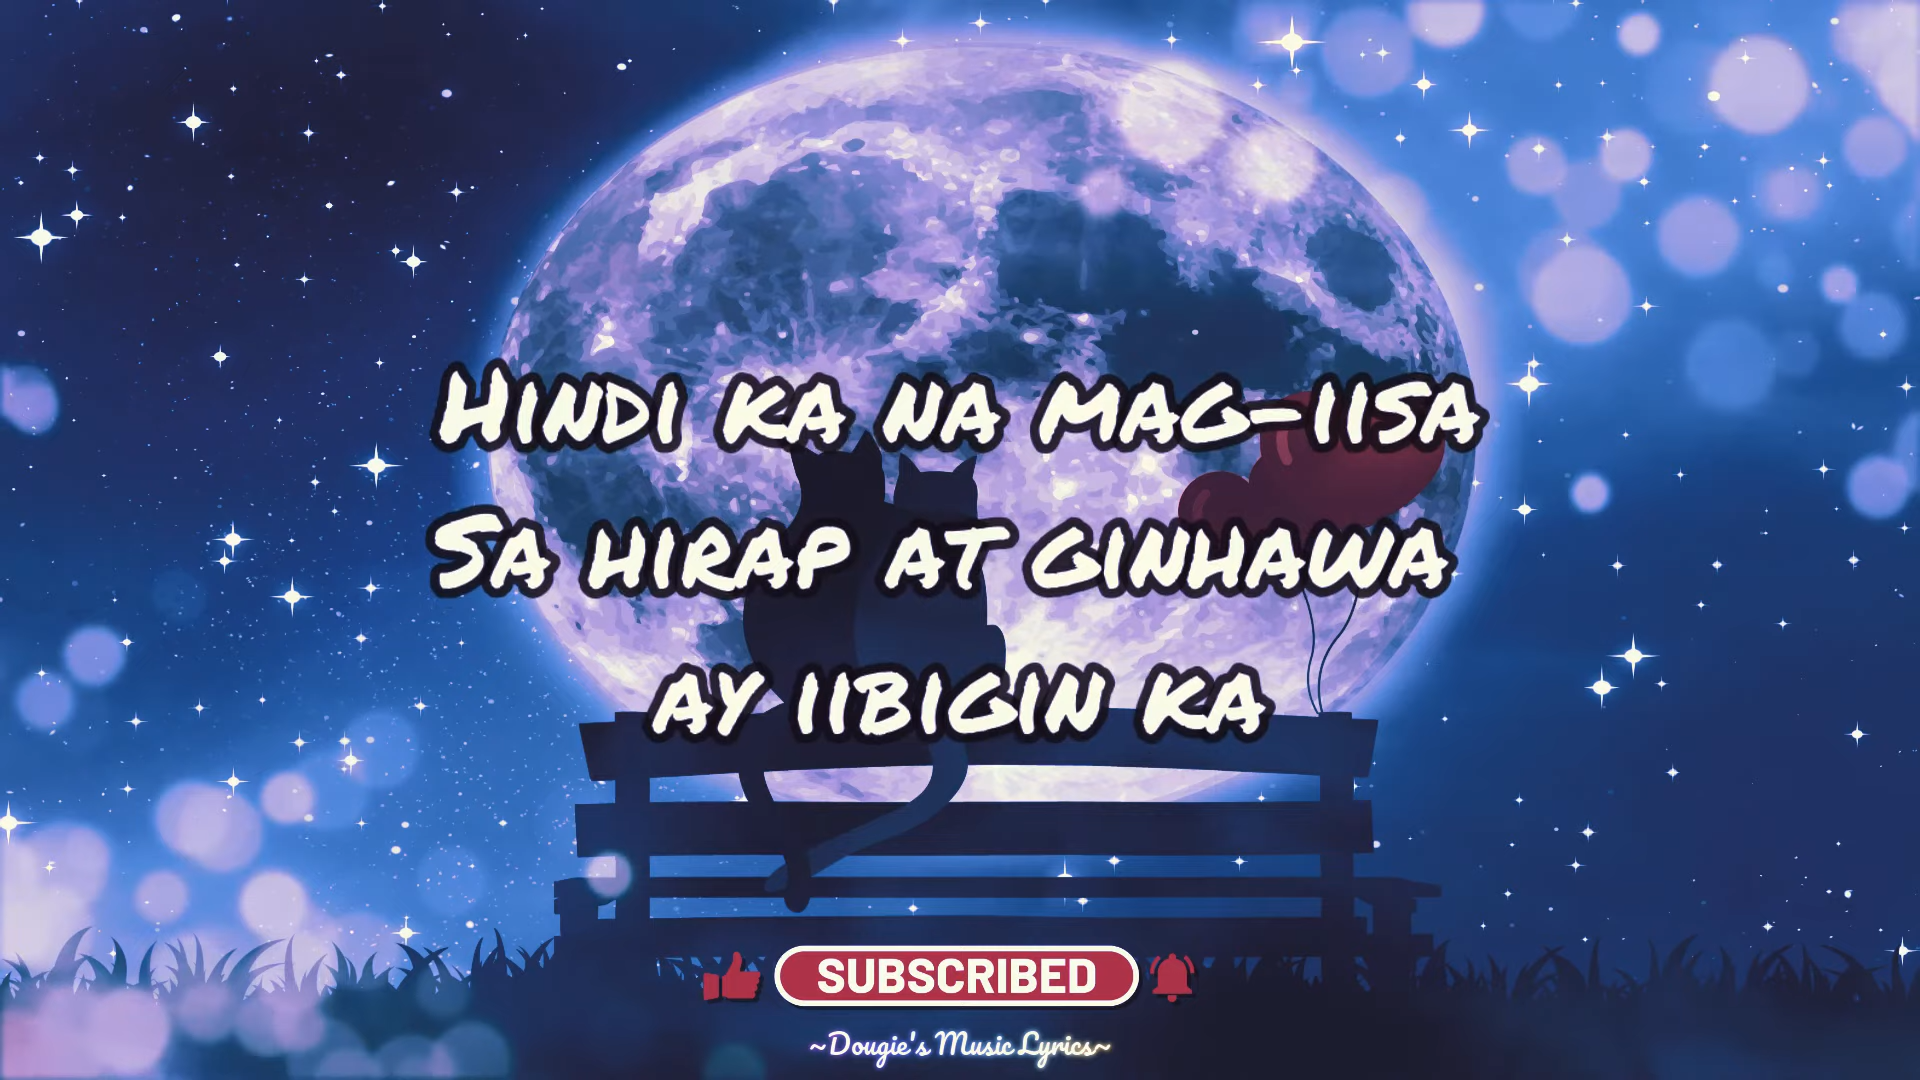 Hindi ka na mag-iisa
Sa hirap at ginhawa
ay iibigin ka
SUBSCRIBED
~Dougie's Music Lyrics~